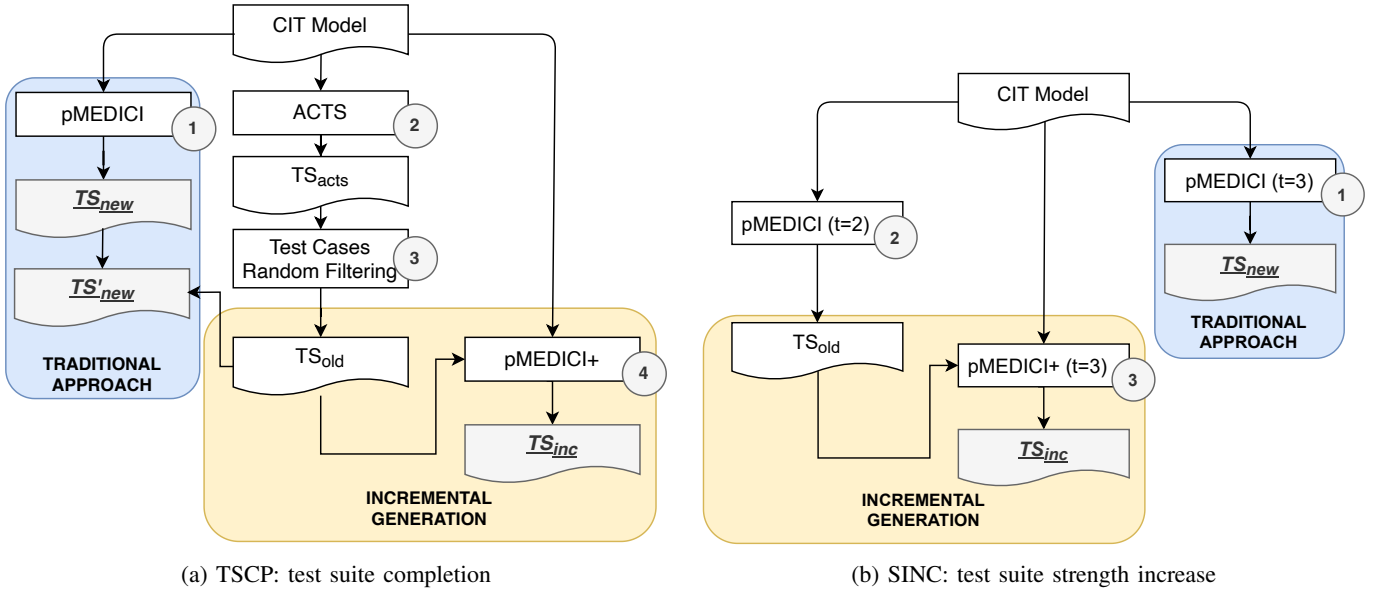 CIT Model
pMEDICI
1
ACTS
2
TSacts
TSnew
Test Cases
Random Filtering
3
TS'new
TRADITIONAL
APPROACH
TSold
pMEDICI+
4
TSinc
INCREMENTAL
GENERATION
(a) TSCP: test suite completion
CIT Model
pMEDICI (t=3)
1
pMEDICI (t=2)
2
TSnew
TRADITIONAL
APPROACH
TSold
pMEDICI+ (t=3)
3
TSinc
INCREMENTAL
GENERATION
(b) SINC: test suite strength increase